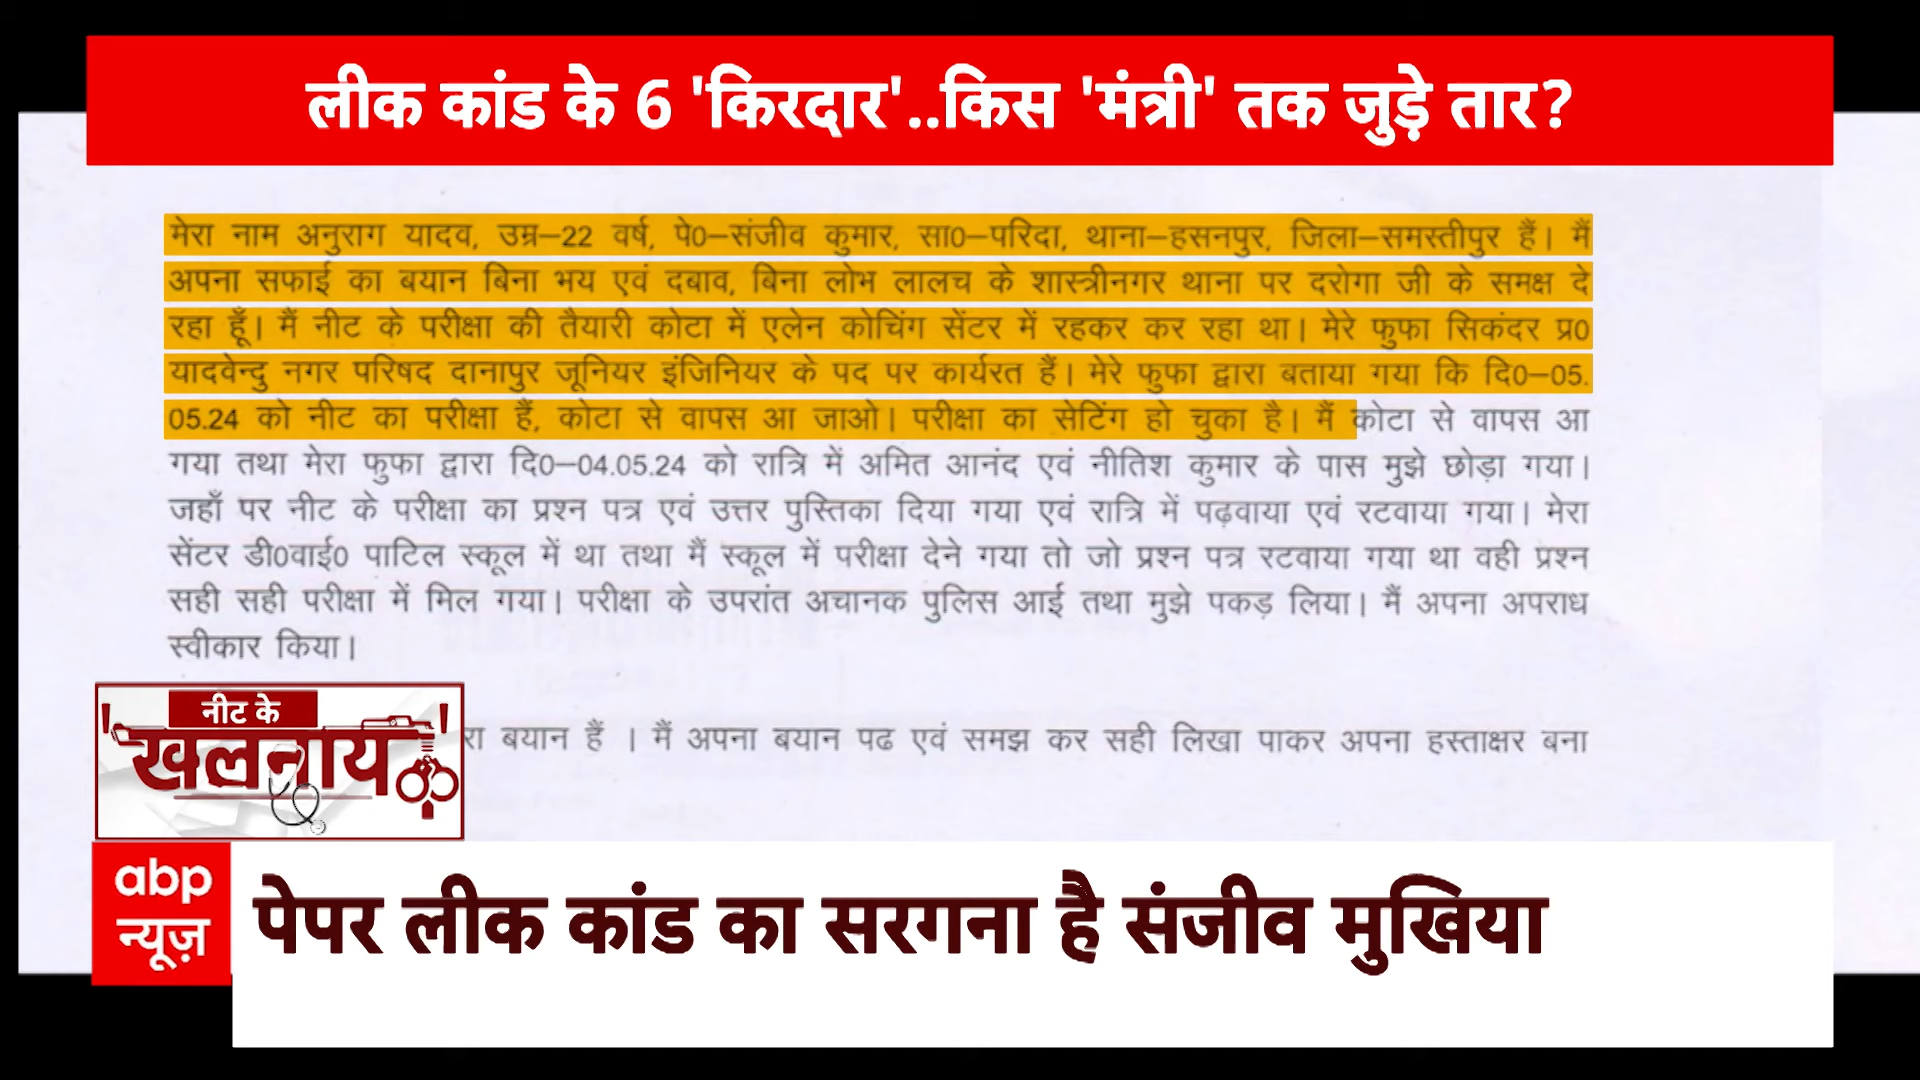 लीक कांड के 6 'किरदार'..किस 'मंत्री' तक जुड़े तार?
मेरा नाम अनुराग यादव, उम्र–22 वर्ष, पे0–संजीव कुमार, सा0–परिदा, थाना–हसनपुर, जिला–समस्तीपुर हैं। मैं
अपना सफाई का बयान बिना भय एवं दबाव, बिना लोभ लालच के शास्त्रीनगर थाना पर दरोगा जी के समक्ष दे
रहा हूँ। मैं नीट के परीक्षा की तैयारी कोटा में एलेन कोचिंग सेंटर में रहकर कर रहा था। मेरे फुफा सिकंदर प्र0
यादवेन्दु नगर परिषद दानापुर जूनियर इंजिनियर के पद पर कार्यरत हैं। मेरे फुफा द्वारा बताया गया कि दि0–05.
05.24 को नीट का परीक्षा हैं, कोटा से वापस आ जाओ। परीक्षा का सेटिंग हो चुका है। मैं कोटा से वापस आ
गया तथा मेरा फुफा द्वारा दि0–04.05.24 को रात्रि में अमित आनंद एवं नीतिश कुमार के पास मुझे छोड़ा गया।
जहाँ पर नीट के परीक्षा का प्रश्न पत्र एवं उत्तर पुस्तिका दिया गया एवं रात्रि में पढ़वाया एवं रटवाया गया। मेरा
सेंटर डी0वाई0 पाटिल स्कूल में था तथा मैं स्कूल में परीक्षा देने गया तो जो प्रश्न पत्र रटवाया गया था वही प्रश्न
सही सही परीक्षा में मिल गया। परीक्षा के उपरांत अचानक पुलिस आई तथा मुझे पकड़ लिया। मैं अपना अपराध
स्वीकार किया।
रा बयान हैं । मैं अपना बयान पढ एवं समझ कर सही लिखा पाकर अपना हस्ताक्षर बना
नीट के
खलनाय
abp
न्यूज़
पेपर लीक कांड का सरगना है संजीव मुखिया